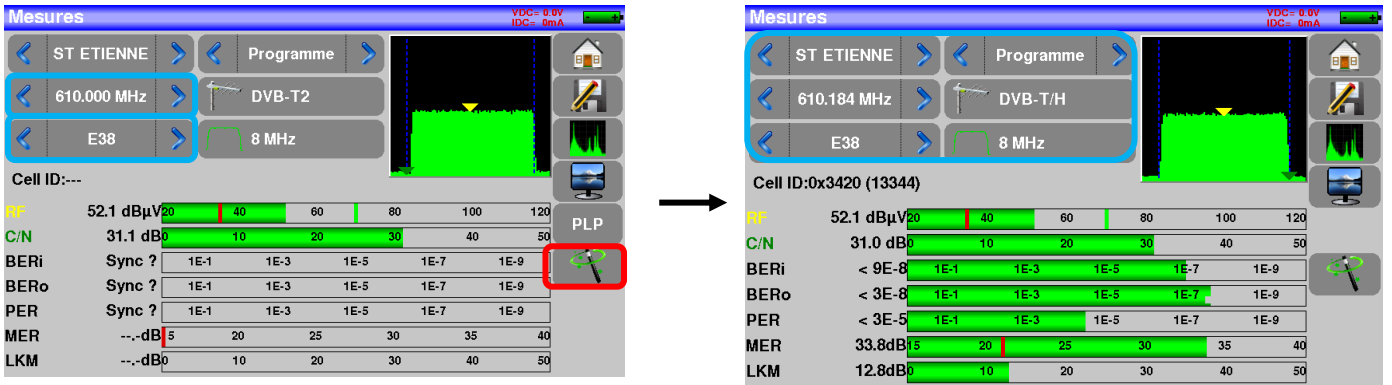 Mesures
VDC= 0.0V
IDC= 0mA
ST ETIENNE
Programme
610.000 MHz
DVB-T2
E38
8 MHz
Cell ID:---
PLP
RF 52.1 dBµV 20 40 60 80 100 120
C/N 31.1 dB 0 10 20 30 40 50
BERi Sync ? 1E-1 1E-3 1E-5 1E-7 1E-9
BERo Sync ? 1E-1 1E-3 1E-5 1E-7 1E-9
PER Sync ? 1E-1 1E-3 1E-5 1E-7 1E-9
MER --.-dB 5 20 25 30 35 40
LKM --.-dB 0 10 20 30 40 50
Mesures
VDC= 0.0V
IDC= 0mA
ST ETIENNE
Programme
610.184 MHz
DVB-T/H
E38
8 MHz
Cell ID:0x3420 (13344)
RF 52.1 dBµV 20 40 60 80 100 120
C/N 31.0 dB 0 10 20 30 40 50
BERi < 9E-8 1E-1 1E-3 1E-5 1E-7 1E-9
BERo < 3E-8 1E-1 1E-3 1E-5 1E-7 1E-9
PER < 3E-5 1E-1 1E-3 1E-5 1E-7 1E-9
MER 33.8dB 15 20 25 30 35 40
LKM 12.8dB 0 10 20 30 40 50